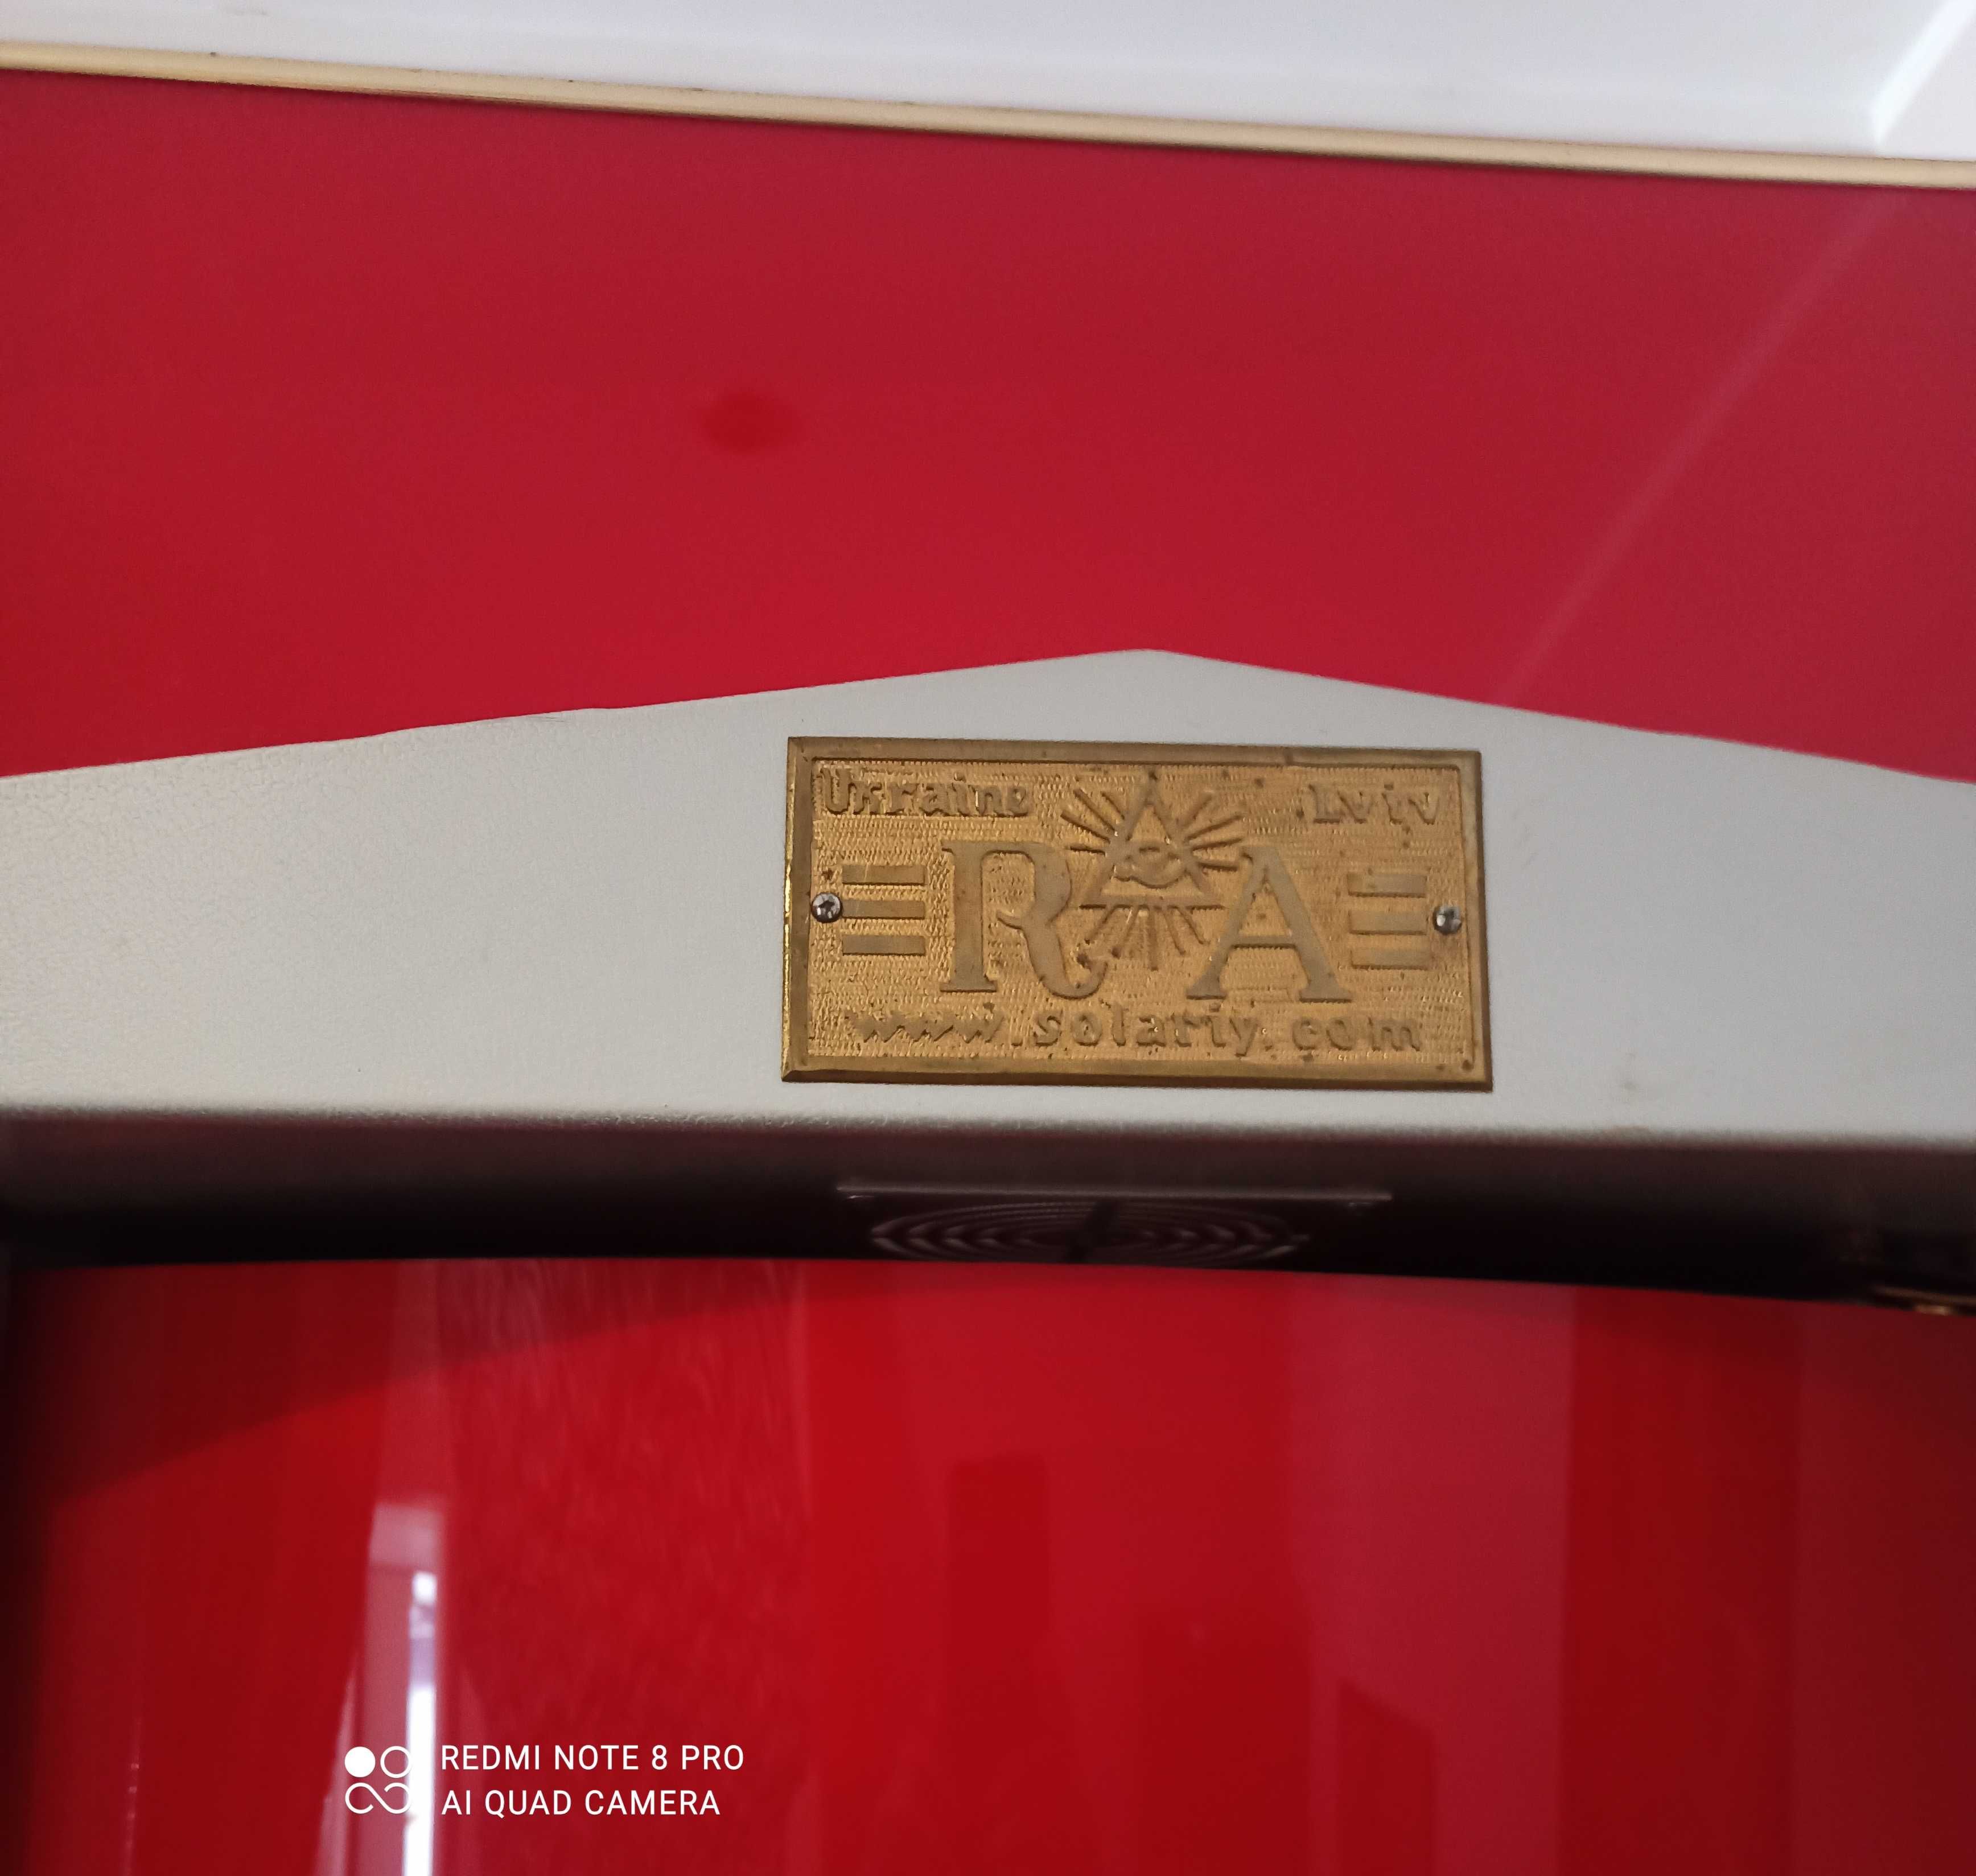 Ukraine Lviv
RA
www.solariy.com
REDMI NOTE 8 PRO
AI QUAD CAMERA